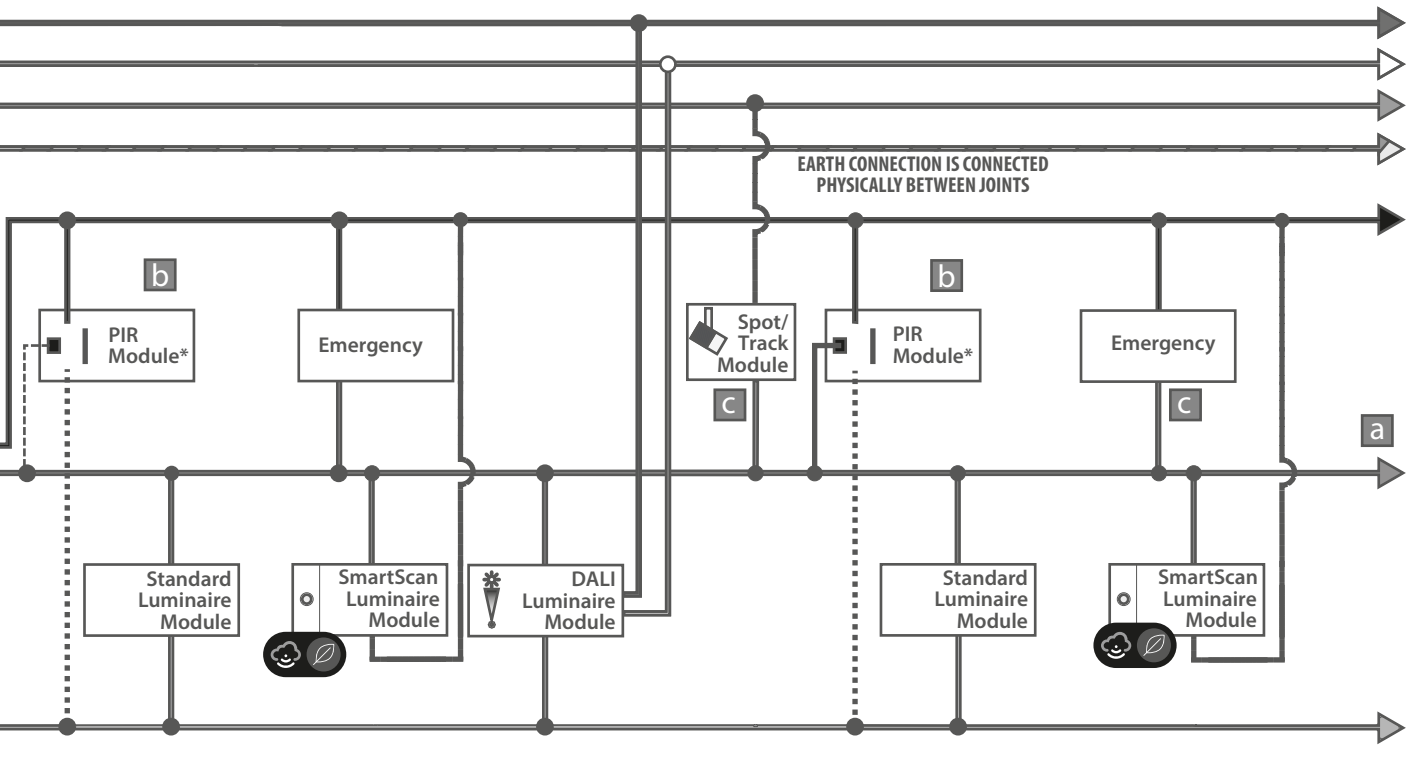 EARTH CONNECTION IS CONNECTED
PHYSICALLY BETWEEN JOINTS
b
PIR
Module*
Emergency
Spot/
Track
Module
c
b
PIR
Module*
Emergency
c
a
Standard
Luminaire
Module
SmartScan
Luminaire
Module
DALI
Luminaire
Module
Standard
Luminaire
Module
SmartScan
Luminaire
Module